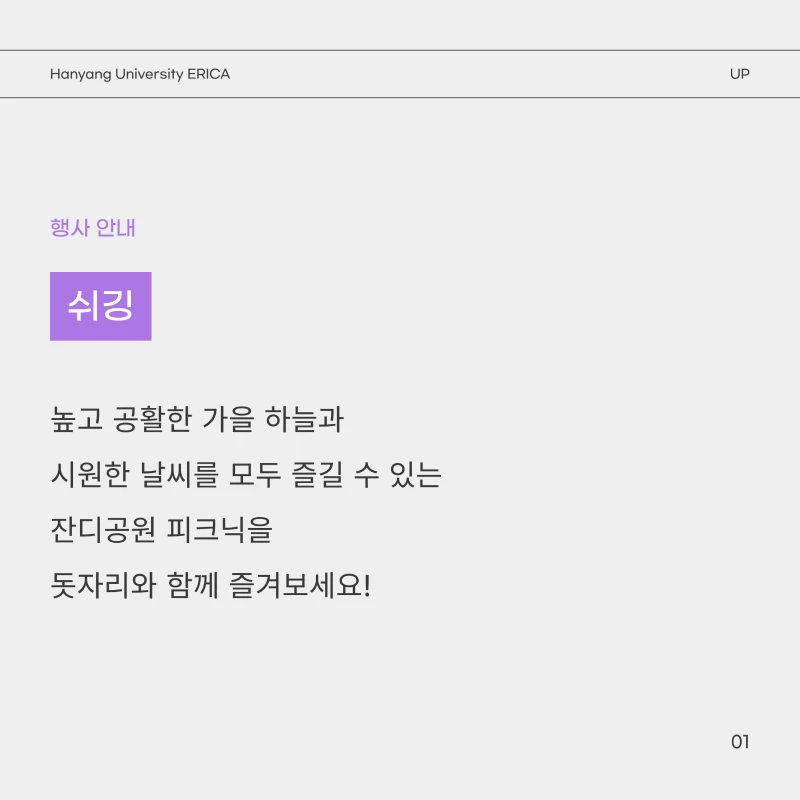 Hanyang University ERICA
UP
행사 안내
쉬깅
높고 공활한 가을 하늘과
시원한 날씨를 모두 즐길 수 있는
잔디공원 피크닉을
돗자리와 함께 즐겨보세요!
01